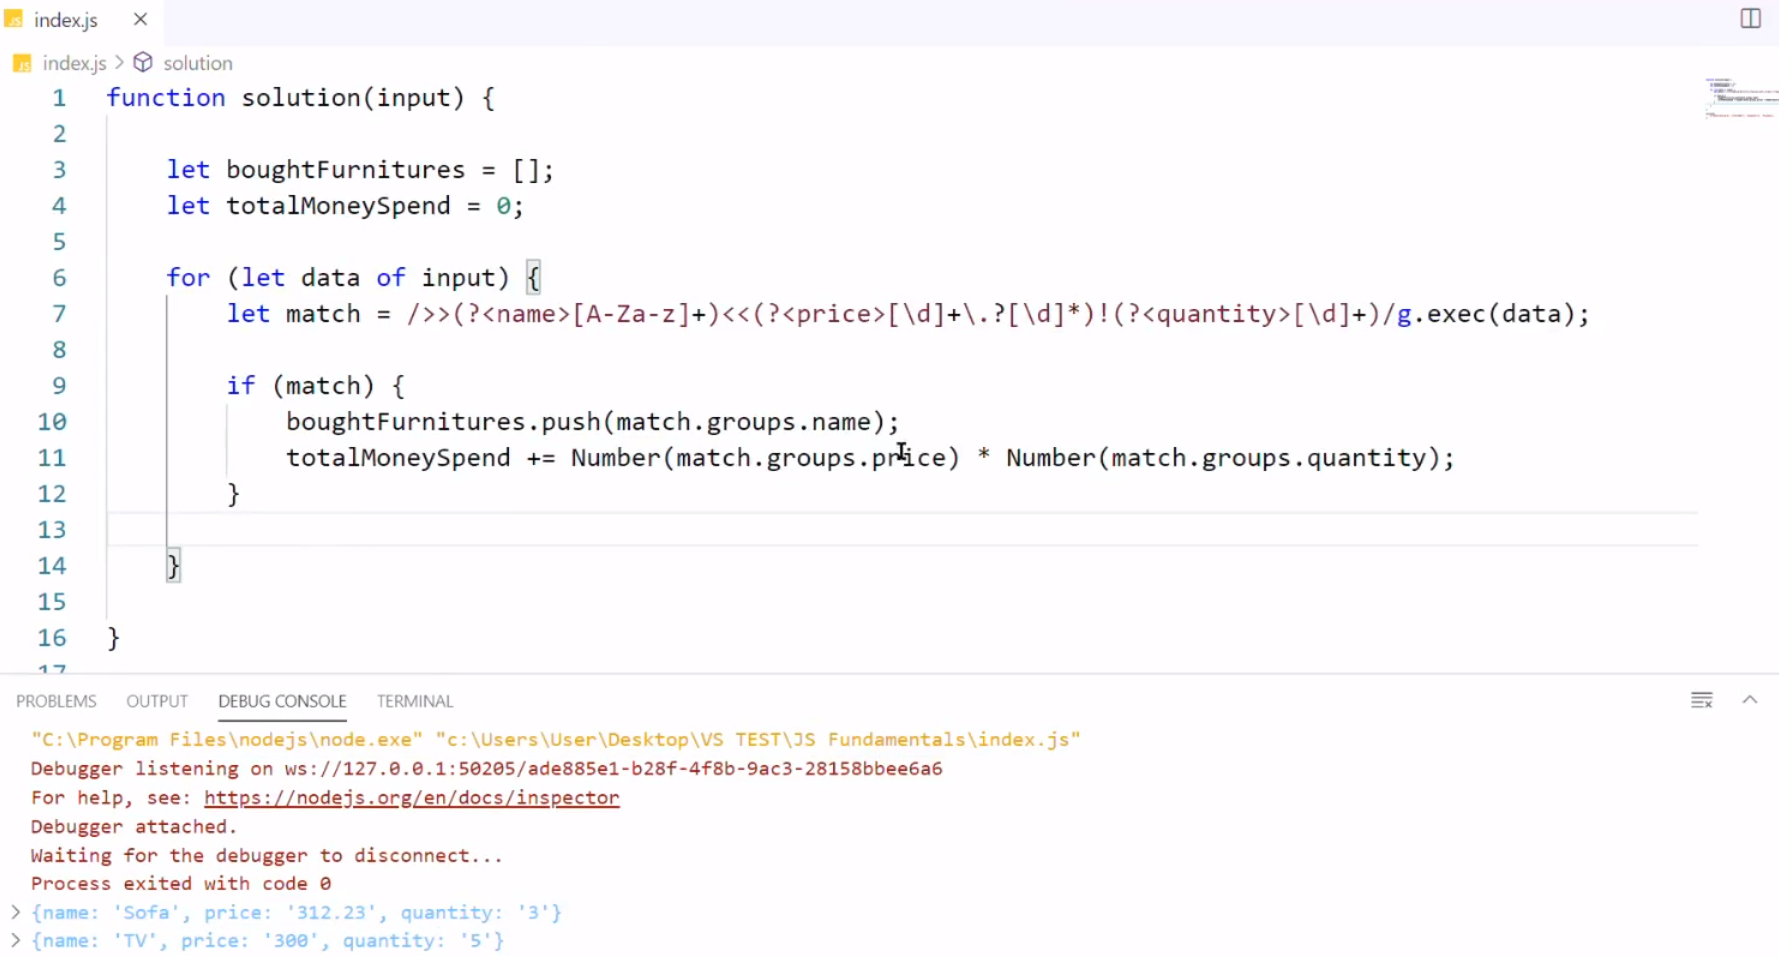 JS index.js ×
JS index.js > solution
1 function solution(input) {
2
3 let boughtFurnitures = [];
4 let totalMoneySpend = 0;
5
6 for (let data of input) {
7 let match = />>(?<name>[A-Za-z]+)<<(?<price>[\d]+\.?[\d]*)!(?<quantity>[\d]+)/g.exec(data);
8
9 if (match) {
10 boughtFurnitures.push(match.groups.name);
11 totalMoneySpend += Number(match.groups.price) * Number(match.groups.quantity);
12 }
13
14 }
15
16 }
17
PROBLEMS OUTPUT DEBUG CONSOLE TERMINAL
"C:\Program Files\nodejs\node.exe" "c:\Users\User\Desktop\VS TEST\JS Fundamentals\index.js"
Debugger listening on ws://127.0.0.1:50205/ade885e1-b28f-4f8b-9ac3-28158bbee6a6
For help, see: https://nodejs.org/en/docs/inspector
Debugger attached.
Waiting for the debugger to disconnect...
Process exited with code 0
> {name: 'Sofa', price: '312.23', quantity: '3'}
> {name: 'TV', price: '300', quantity: '5'}